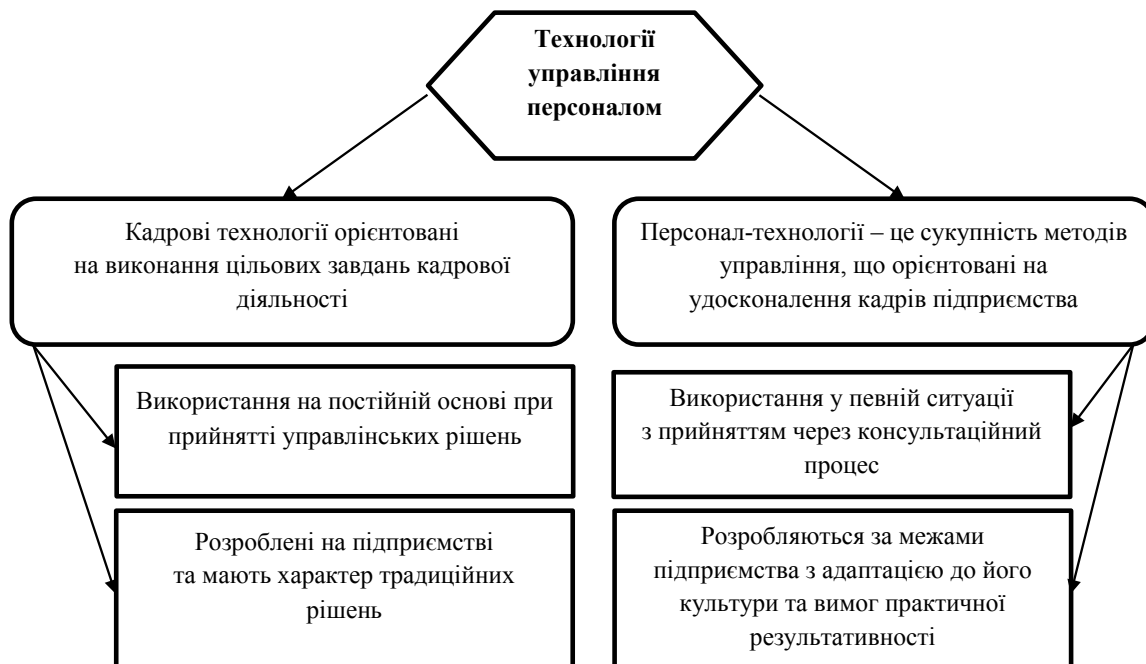 Технології
управління
персоналом
Кадрові технології орієнтовані
на виконання цільових завдань кадрової
діяльності
Персонал-технології – це сукупність методів
управління, що орієнтовані на
удосконалення кадрів підприємства
Використання на постійній основі при
прийнятті управлінських рішень
Використання у певній ситуації
з прийняттям через консультаційний
процес
Розроблені на підприємстві
та мають характер традиційних
рішень
Розробляються за межами
підприємства з адаптацією до його
культури та вимог практичної
результативності